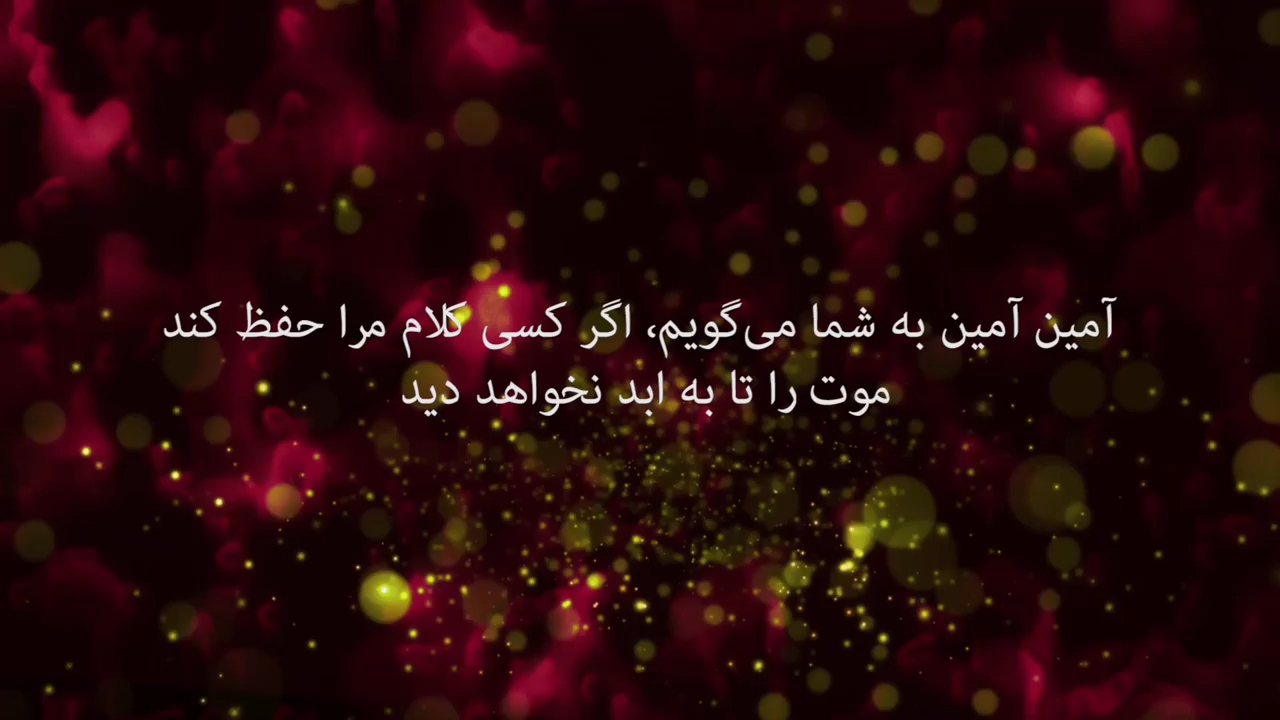 آمین آمین به شما می‌گویم، اگر کسی کلام مرا حفظ کند
موت را تا به ابد نخواهد دید